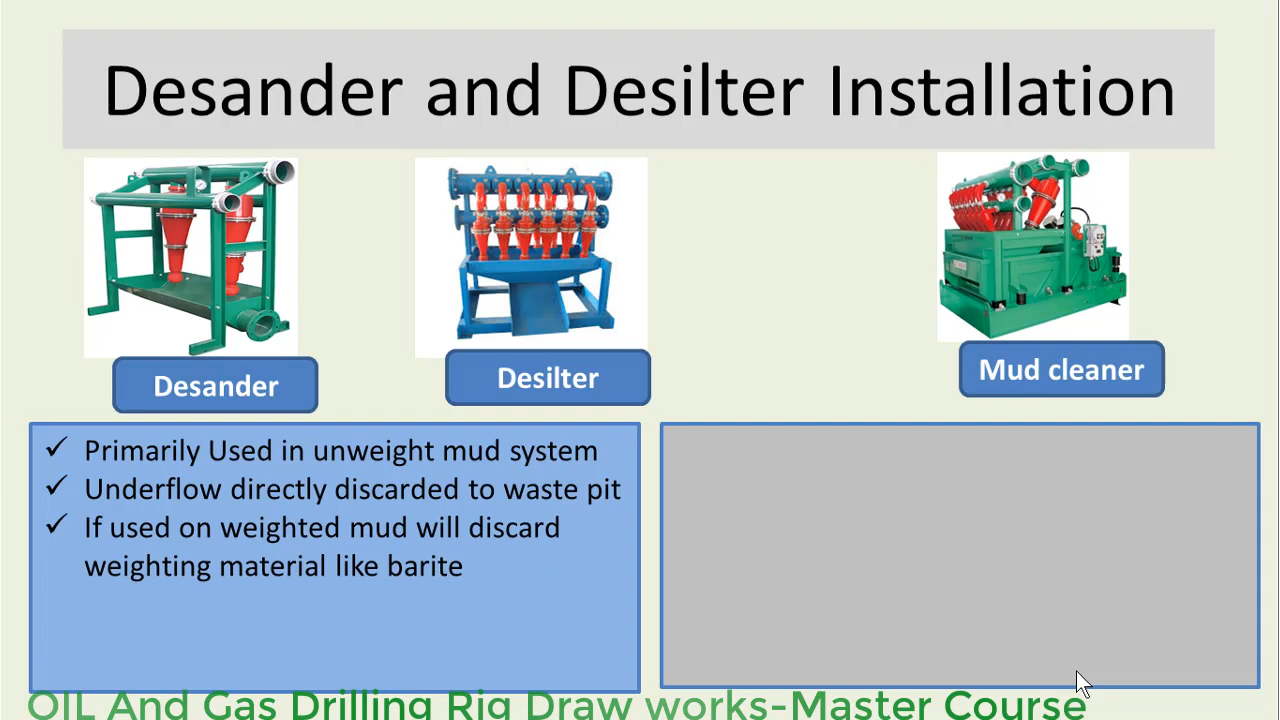 Desander and Desilter Installation
Desander
Desilter
Mud cleaner
✓ Primarily Used in unweight mud system
✓ Underflow directly discarded to waste pit
✓ If used on weighted mud will discard
weighting material like barite
OIL And Gas Drilling Rig Draw works-Master Course